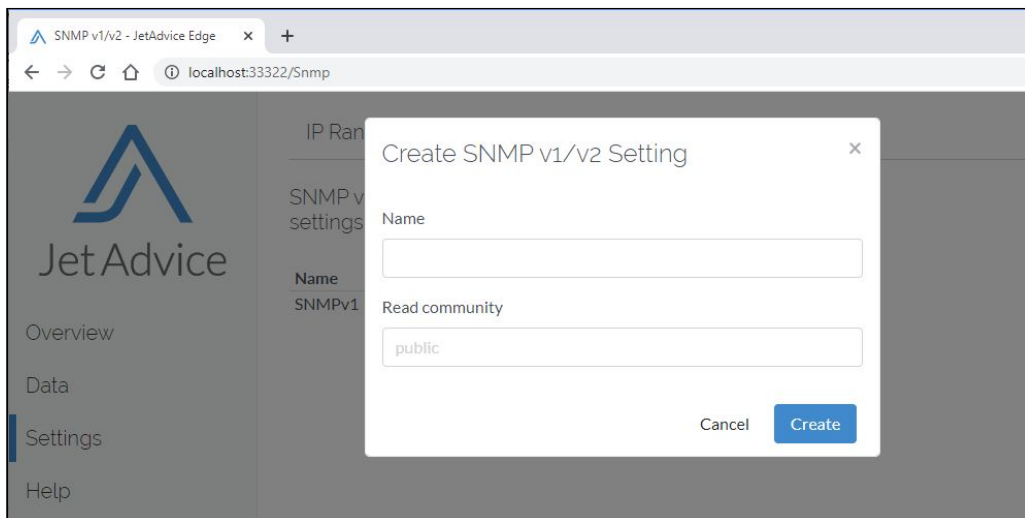 SNMP v1/v2 - JetAdvice Edge
localhost:33322/Snmp
JetAdvice
Overview
Data
Settings
Help
IP Ran
SNMP v
settings
Name
SNMPv1
Create SNMP v1/v2 Setting
Name
Read community
public
Cancel
Create